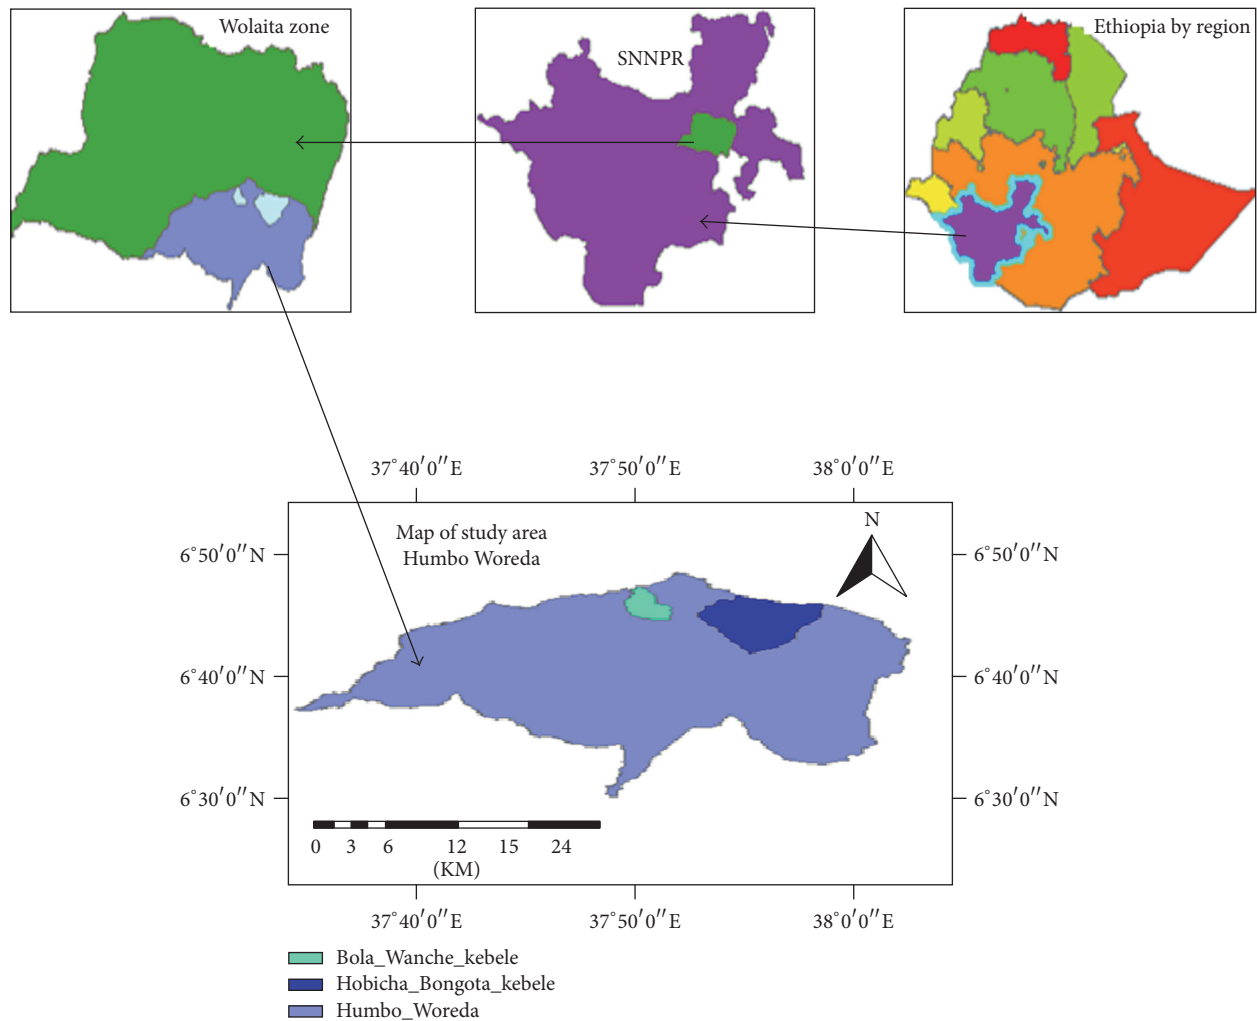 Wolaita zone
SNNPR
Ethiopia by region
37°40′0″E 37°50′0″E 38°0′0″E
Map of study area
Humbo Woreda
N
6°50′0″N 6°50′0″N
6°40′0″N 6°40′0″N
6°30′0″N 6°30′0″N
0 3 6 12 15 24
(KM)
37°40′0″E 37°50′0″E 38°0′0″E
Bola_Wanche_kebele
Hobicha_Bongota_kebele
Humbo_Woreda